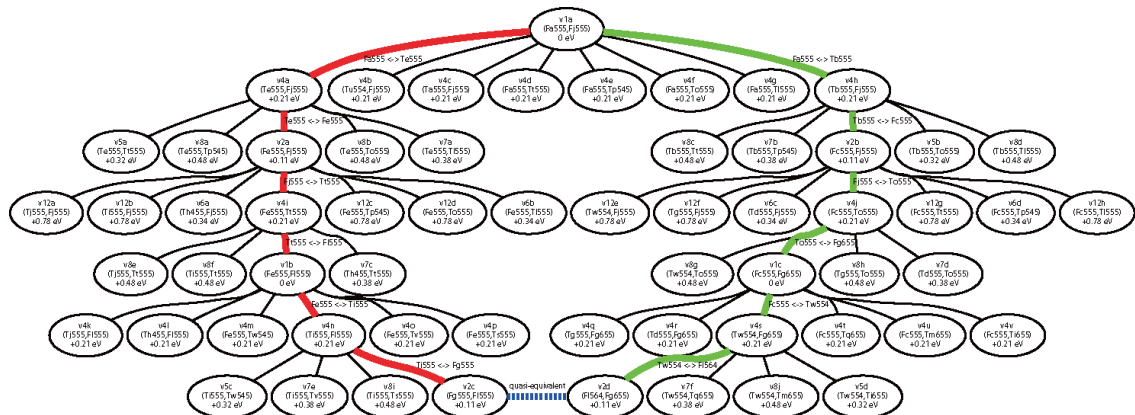 v1a
(Fa555,Fj555)
0 eV
Fa555 <-> Te555
Fa555 <-> Tb555
v4a
(Te555,Fj555)
+0.21 eV
v4b
(Tu554,Fj555)
+0.21 eV
v4c
(Ta555,Fj555)
+0.21 eV
v4d
(Fa555,Tt555)
+0.21 eV
v4e
(Fa555,Tp545)
+0.21 eV
v4f
(Fa555,To555)
+0.21 eV
v4g
(Fa555,Tl555)
+0.21 eV
v4h
(Tb555,Fj555)
+0.21 eV
Te555 <-> Fe555
Tb555 <-> Fc555
v5a
(Te555,Tt555)
+0.32 eV
v8a
(Te555,Tp545)
+0.48 eV
v2a
(Fe555,Fj555)
+0.11 eV
v8b
(Te555,To555)
+0.48 eV
v7a
(Te555,Tl555)
+0.38 eV
v8c
(Tb555,Tt555)
+0.48 eV
v7b
(Tb555,Tp545)
+0.38 eV
v2b
(Fc555,Fj555)
+0.11 eV
v5b
(Tb555,To555)
+0.32 eV
v8d
(Tb555,Tl555)
+0.48 eV
Fj555 <-> Tt555
Fj555 <-> To555
v12a
(Tj555,Fj555)
+0.78 eV
v12b
(Ti555,Fj555)
+0.78 eV
v6a
(Th455,Fj555)
+0.34 eV
v4i
(Fe555,Tt555)
+0.21 eV
v12c
(Fe555,Tp545)
+0.78 eV
v12d
(Fe555,To555)
+0.78 eV
v6b
(Fe555,Tl555)
+0.34 eV
v12e
(Tw554,Fj555)
+0.78 eV
v12f
(Tg555,Fj555)
+0.78 eV
v6c
(Td555,Fj555)
+0.34 eV
v4j
(Fc555,To555)
+0.21 eV
v12g
(Fc555,Tt555)
+0.78 eV
v6d
(Fc555,Tp545)
+0.34 eV
v12h
(Fc555,Tl555)
+0.78 eV
Tt555 <-> Fl555
To555 <-> Fg655
v8e
(Tj555,Tt555)
+0.48 eV
v8f
(Ti555,Tt555)
+0.48 eV
v1b
(Fe555,Fl555)
0 eV
v7c
(Th455,Tt555)
+0.38 eV
v8g
(Tw554,To555)
+0.48 eV
v1c
(Fc555,Fg655)
0 eV
v8h
(Tg555,To555)
+0.48 eV
v7d
(Td555,To555)
+0.38 eV
Fe555 <-> Ti555
Fc555 <-> Tw554
v4k
(Tj555,Fl555)
+0.21 eV
v4l
(Th455,Fl555)
+0.21 eV
v4m
(Fe555,Tw545)
+0.21 eV
v4n
(Ti555,Fl555)
+0.21 eV
v4o
(Fe555,Tv555)
+0.21 eV
v4p
(Fe555,Ts555)
+0.21 eV
v4q
(Tg555,Fg655)
+0.21 eV
v4r
(Td555,Fg655)
+0.21 eV
v4s
(Tw554,Fg655)
+0.21 eV
v4t
(Fc555,Tq655)
+0.21 eV
v4u
(Fc555,Tm655)
+0.21 eV
v4v
(Fc555,Ti655)
+0.21 eV
Ti555 <-> Fg555
Tw554 <-> Fl564
v5c
(Ti555,Tw545)
+0.32 eV
v7e
(Ti555,Tv555)
+0.38 eV
v8i
(Ti555,Ts555)
+0.48 eV
v2c
(Fg555,Fl555)
+0.11 eV
quasi-equivalent
v2d
(Fl564,Fg655)
+0.11 eV
v7f
(Tw554,Tq655)
+0.38 eV
v8j
(Tw554,Tm655)
+0.48 eV
v5d
(Tw554,Ti655)
+0.32 eV